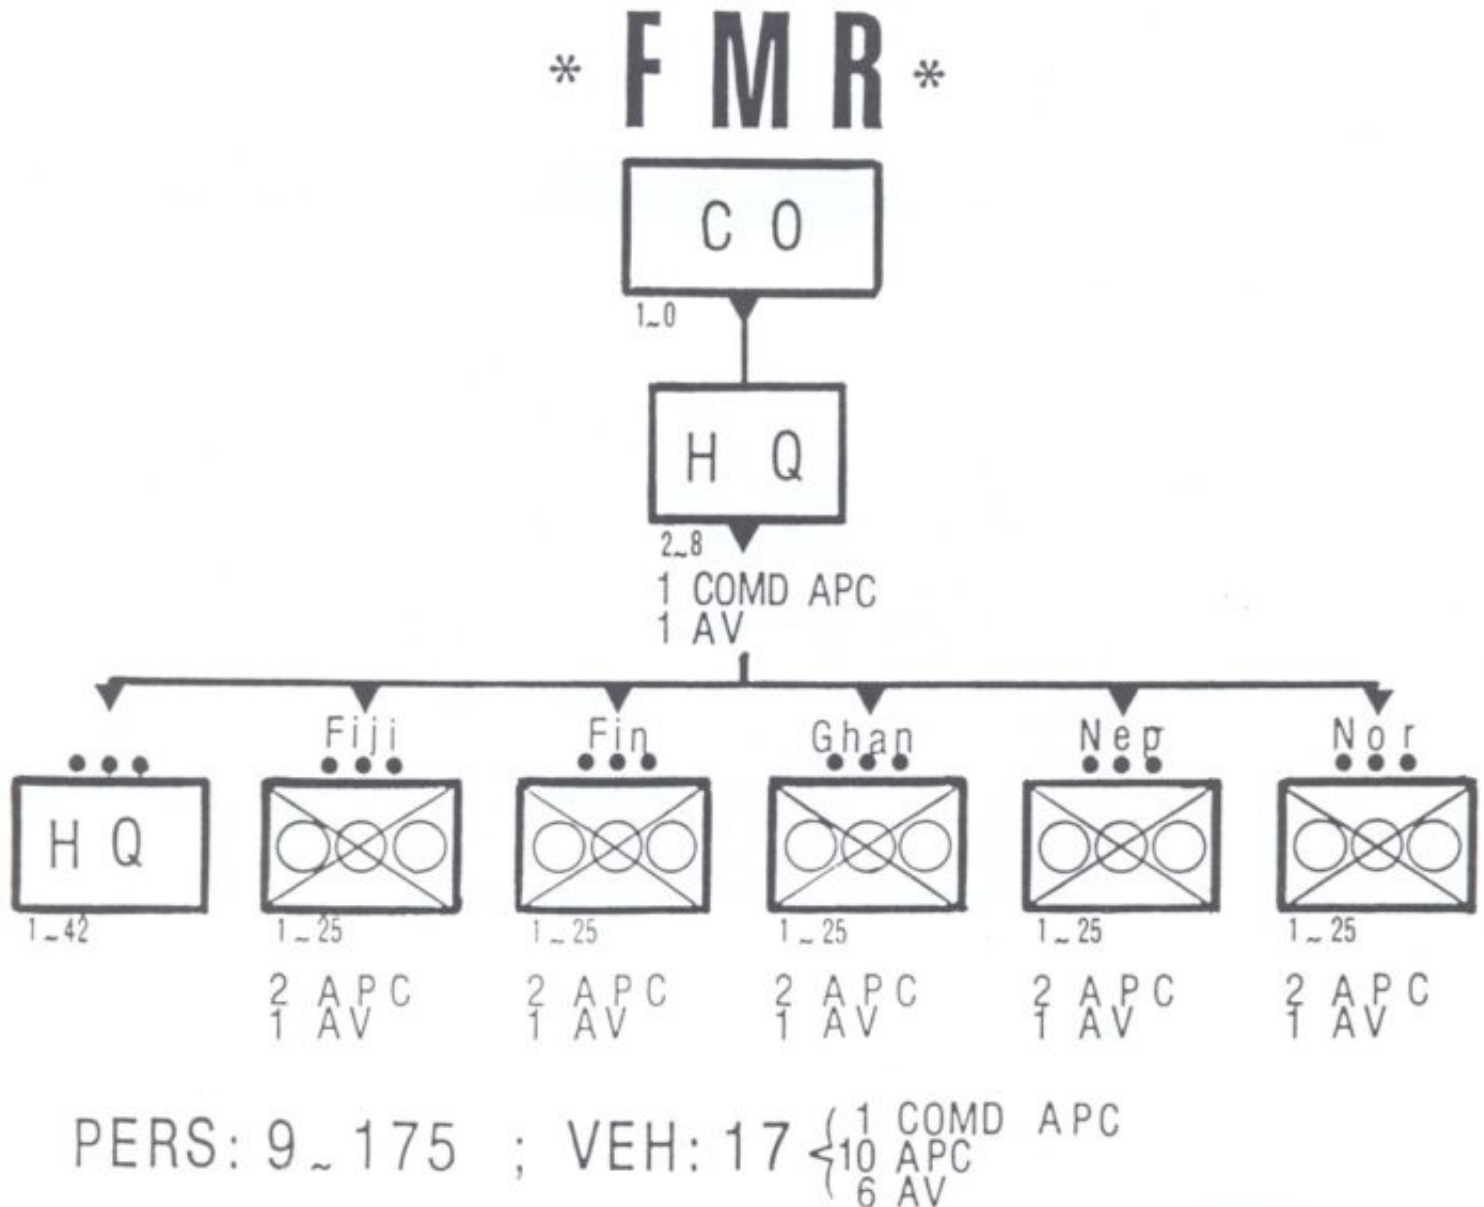 * F M R *
C O
1~0
H Q
2~8
1 COMD APC
1 AV
Fiji Fin Ghan Nep Nor
H Q
1~42 1~25 1~25 1~25 1~25 1~25
2 APC 2 APC 2 APC 2 APC 2 APC
1 AV 1 AV 1 AV 1 AV 1 AV
PERS: 9~175 ; VEH: 17 { 1 COMD APC
10 APC
6 AV